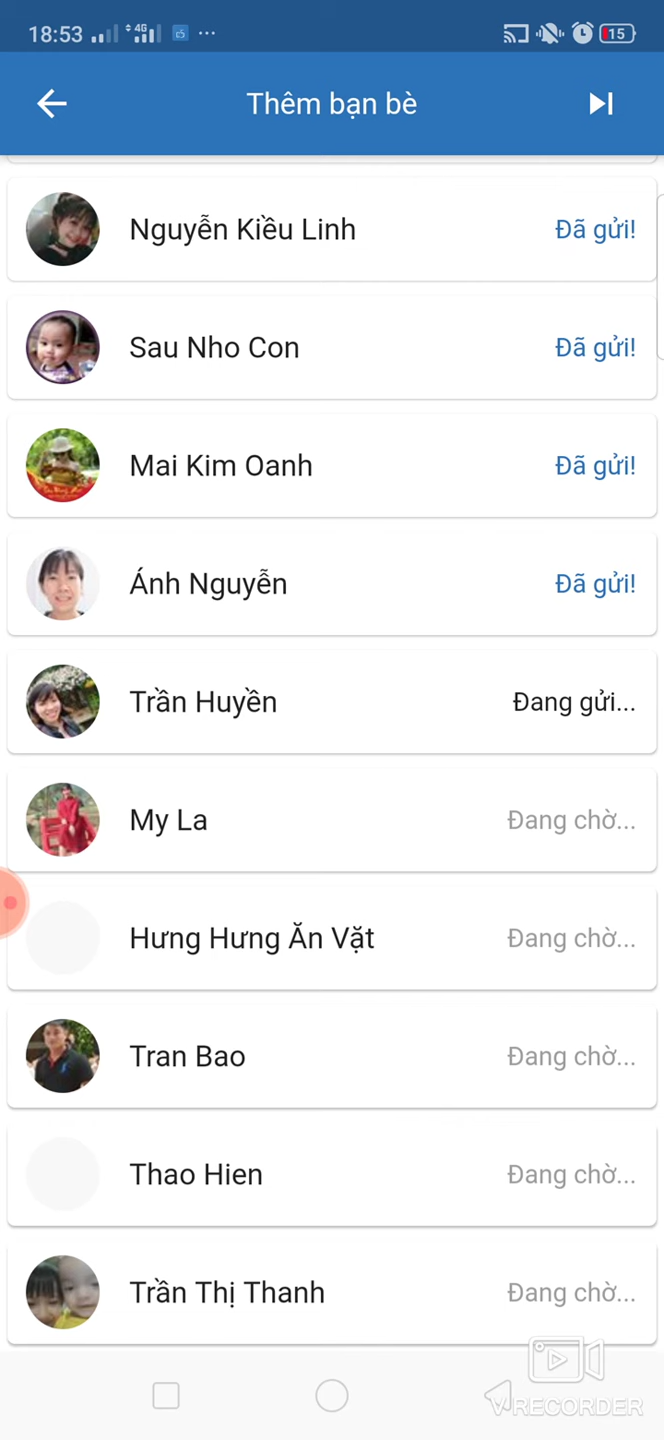 18:53
4G
15
Thêm bạn bè
Nguyễn Kiều Linh Đã gửi!
Sau Nho Con Đã gửi!
Mai Kim Oanh Đã gửi!
Ánh Nguyễn Đã gửi!
Trần Huyền Đang gửi...
My La Đang chờ...
Hưng Hưng Ăn Vặt Đang chờ...
Tran Bao Đang chờ...
Thao Hien Đang chờ...
Trần Thị Thanh Đang chờ...
VRECORDER